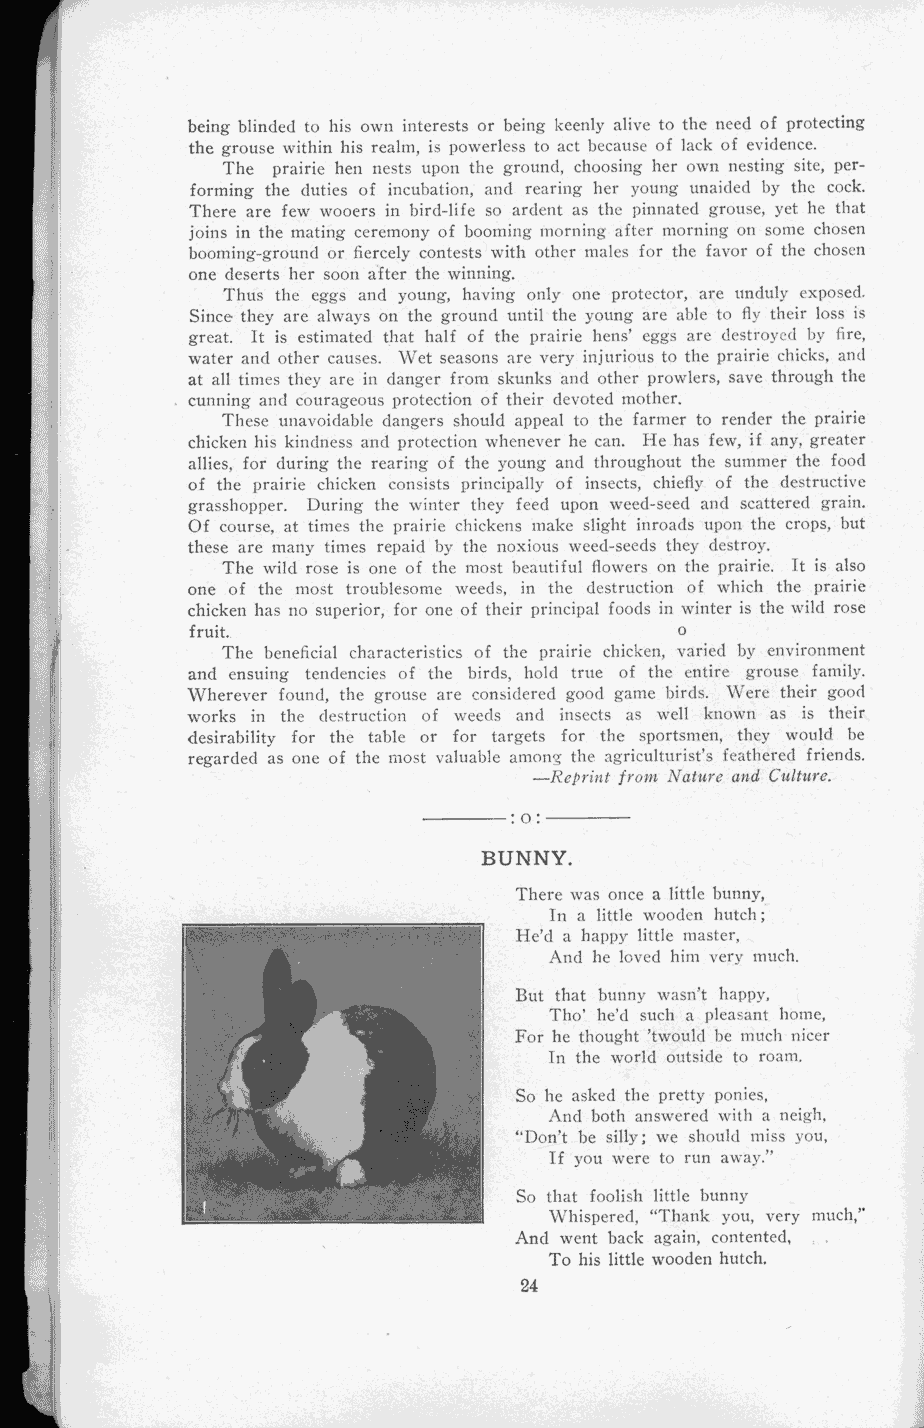 being blinded to his own interests or being keenly alive to the need of protecting
the grouse within his realm, is powerless to act because of lack of evidence.
The prairie hen nests upon the ground, choosing her own nesting site, per-
forming the duties of incubation, and rearing her young unaided by the cock.
There are few wooers in bird-life so ardent as the pinnated grouse, yet he that
joins in the mating ceremony of booming morning after morning on some chosen
booming-ground or fiercely contests with other males for the favor of the chosen
one deserts her soon after the winning.
Thus the eggs and young, having only one protector, are unduly exposed.
Since they are always on the ground until the young are able to fly their loss is
great. It is estimated that half of the prairie hens' eggs are destroyed by fire,
water and other causes. Wet seasons are very injurious to the prairie chicks, and
at all times they are in danger from skunks and other prowlers, save through the
cunning and courageous protection of their devoted mother.
These unavoidable dangers should appeal to the farmer to render the prairie
chicken his kindness and protection whenever he can. He has few, if any, greater
allies, for during the rearing of the young and throughout the summer the food
of the prairie chicken consists principally of insects, chiefly of the destructive
grasshopper. During the winter they feed upon weed-seed and scattered grain.
Of course, at times the prairie chickens make slight inroads upon the crops, but
these are many times repaid by the noxious weed-seeds they destroy.
The wild rose is one of the most beautiful flowers on the prairie. It is also
one of the most troublesome weeds, in the destruction of which the prairie
chicken has no superior, for one of their principal foods in winter is the wild rose
fruit. o
The beneficial characteristics of the prairie chicken, varied by environment
and ensuing tendencies of the birds, hold true of the entire grouse family.
Wherever found, the grouse are considered good game birds. Were their good
works in the destruction of weeds and insects as well known as is their
desirability for the table or for targets for the sportsmen, they would be
regarded as one of the most valuable among the agriculturist's feathered friends.
—Reprint from Nature and Culture.
———: o :———
BUNNY.
There was once a little bunny,
In a little wooden hutch;
He'd a happy little master,
And he loved him very much.
But that bunny wasn't happy,
Tho' he'd such a pleasant home,
For he thought 'twould be much nicer
In the world outside to roam.
So he asked the pretty ponies,
And both answered with a neigh,
"Don't be silly; we should miss you,
If you were to run away."
So that foolish little bunny
Whispered, "Thank you, very much,"
And went back again, contented,
To his little wooden hutch.
24